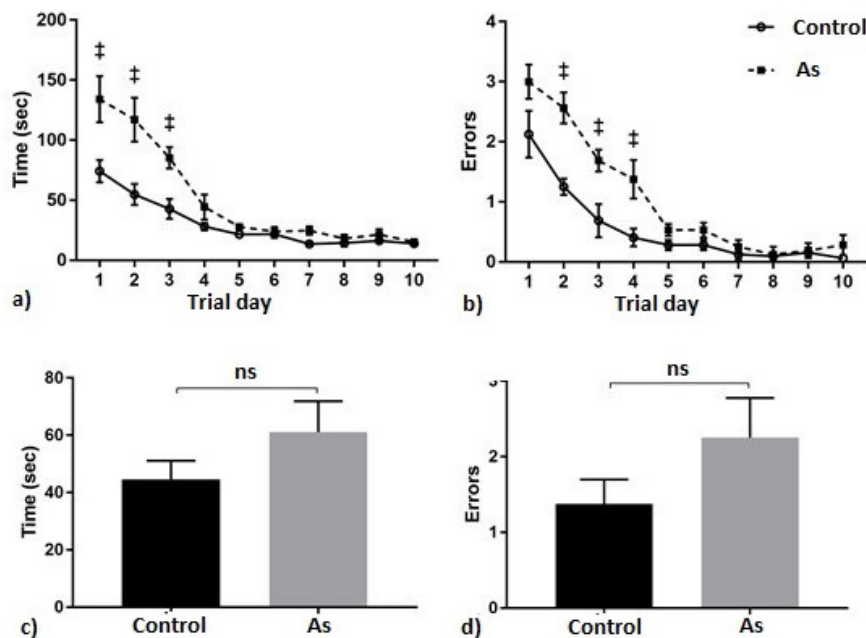 200
150
100
50
0
Time (sec)
‡
‡
‡
1 2 3 4 5 6 7 8 9 10
Trial day
a)
4
3
2
1
0
Errors
‡
‡
‡
1 2 3 4 5 6 7 8 9 10
Trial day
b)
Control
As
80
60
40
20
0
Time (sec)
ns
Control As
c)
3
2
1
0
Errors
ns
Control As
d)